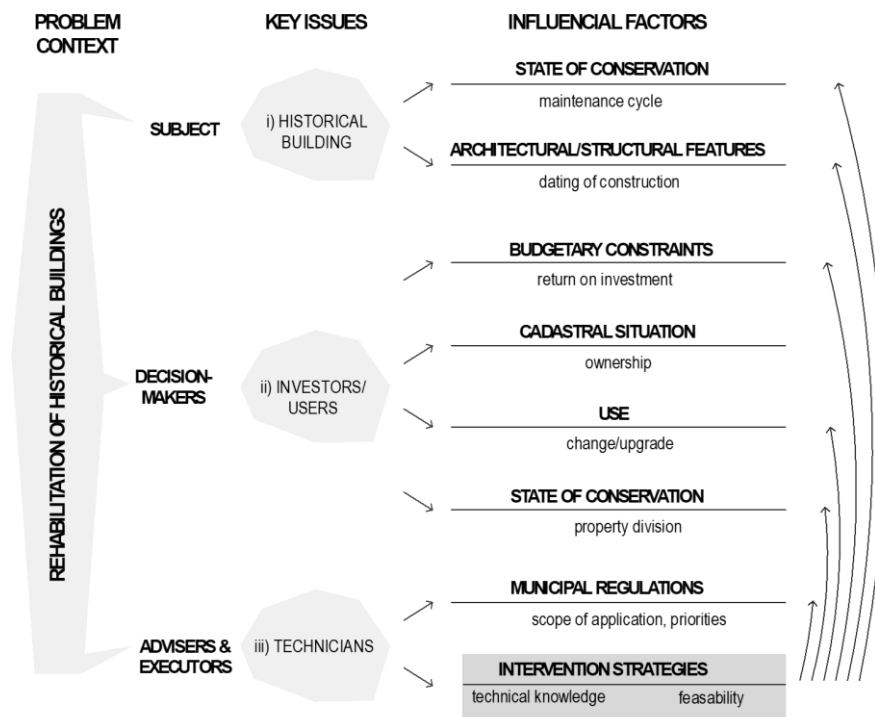 PROBLEM
CONTEXT
KEY ISSUES
INFLUENCIAL FACTORS
REHABILITATION OF HISTORICAL BUILDINGS
SUBJECT
i) HISTORICAL
BUILDING
STATE OF CONSERVATION
maintenance cycle
ARCHITECTURAL/STRUCTURAL FEATURES
dating of construction
DECISION-
MAKERS
ii) INVESTORS/
USERS
BUDGETARY CONSTRAINTS
return on investment
CADASTRAL SITUATION
ownership
USE
change/upgrade
STATE OF CONSERVATION
property division
ADVISERS &
EXECUTORS
iii) TECHNICIANS
MUNICIPAL REGULATIONS
scope of application, priorities
INTERVENTION STRATEGIES
technical knowledge feasability